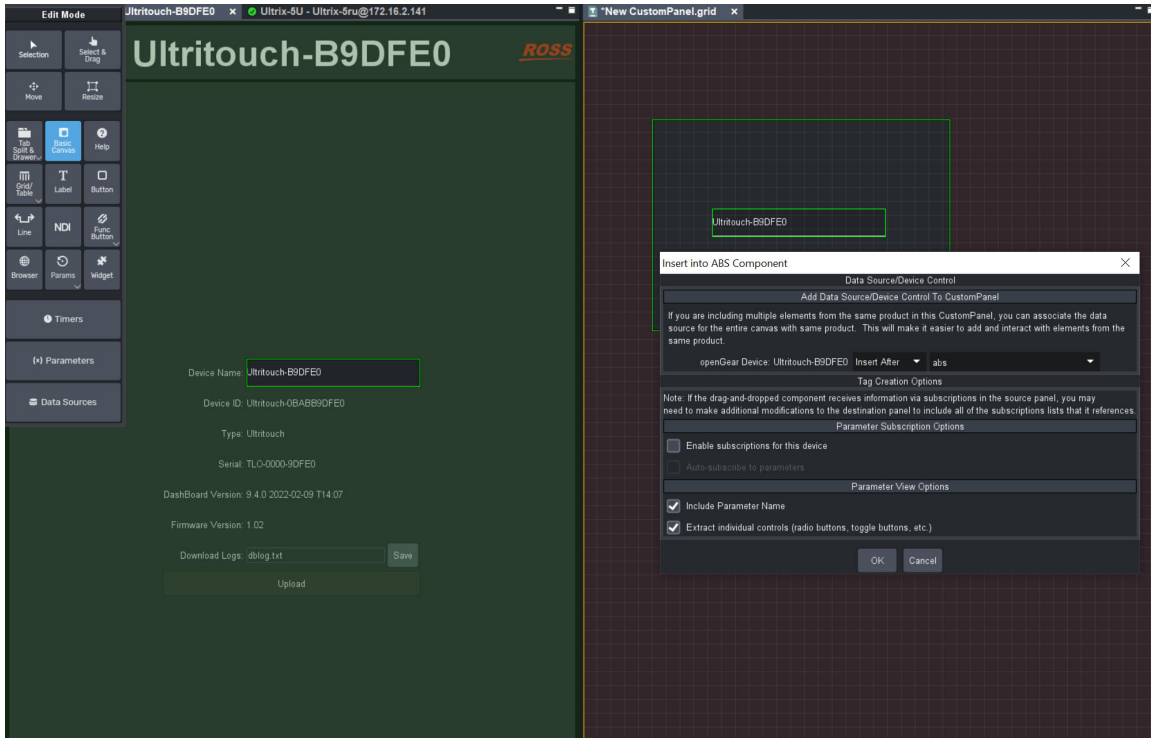 Edit Mode
Selection
Select &
Drag
Move
Resize
Tab
Split &
Drawer
Basic
Canvas
Help
Grid/
Table
Label
Button
Line
NDI
Func
Button
Browser
Params
Widget
Timers
Parameters
Data Sources
Ultritouch-B9DFE0
Ultrix-5U - Ultrix-5ru@172.16.2.141
Ultritouch-B9DFE0
ROSS
Device Name: Ultritouch-B9DFE0
Device ID: Ultritouch-0BABB9DFE0
Type: Ultritouch
Serial: TLO-0000-9DFE0
DashBoard Version: 9.4.0 2022-02-09 T14:07
Firmware Version: 1.02
Download Logs: dblog.txt Save
Upload
*New CustomPanel.grid
Ultritouch-B9DFE0
Insert into ABS Component
Data Source/Device Control
Add Data Source/Device Control To CustomPanel
If you are including multiple elements from the same product in this CustomPanel, you can associate the data
source for the entire canvas with same product. This will make it easier to add and interact with elements from the
same product.
openGear Device: Ultritouch-B9DFE0 Insert After abs
Tag Creation Options
Note: If the drag-and-dropped component receives information via subscriptions in the source panel, you may
need to make additional modifications to the destination panel to include all of the subscriptions lists that it references.
Parameter Subscription Options
Enable subscriptions for this device
Auto-subscribe to parameters
Parameter View Options
Include Parameter Name
Extract individual controls (radio buttons, toggle buttons, etc.)
OK Cancel